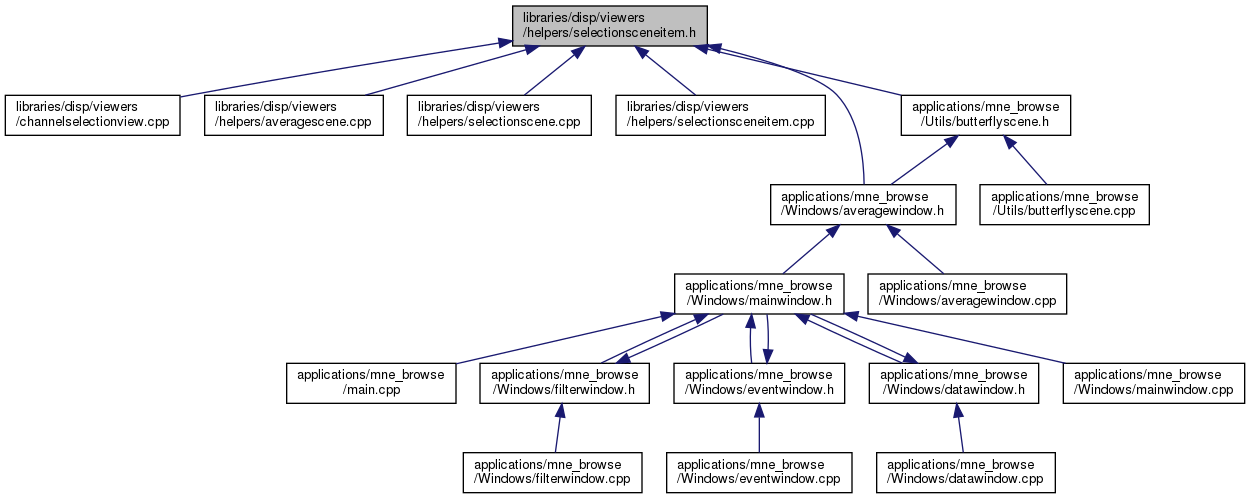 libraries/disp/viewers
/helpers/selectionsceneitem.h
libraries/disp/viewers
/channelselectionview.cpp
libraries/disp/viewers
/helpers/averagescene.cpp
libraries/disp/viewers
/helpers/selectionscene.cpp
libraries/disp/viewers
/helpers/selectionsceneitem.cpp
applications/mne_browse
/Utils/butterflyscene.h
applications/mne_browse
/Windows/averagewindow.h
applications/mne_browse
/Utils/butterflyscene.cpp
applications/mne_browse
/Windows/mainwindow.h
applications/mne_browse
/Windows/averagewindow.cpp
applications/mne_browse
/main.cpp
applications/mne_browse
/Windows/filterwindow.h
applications/mne_browse
/Windows/eventwindow.h
applications/mne_browse
/Windows/datawindow.h
applications/mne_browse
/Windows/mainwindow.cpp
applications/mne_browse
/Windows/filterwindow.cpp
applications/mne_browse
/Windows/eventwindow.cpp
applications/mne_browse
/Windows/datawindow.cpp